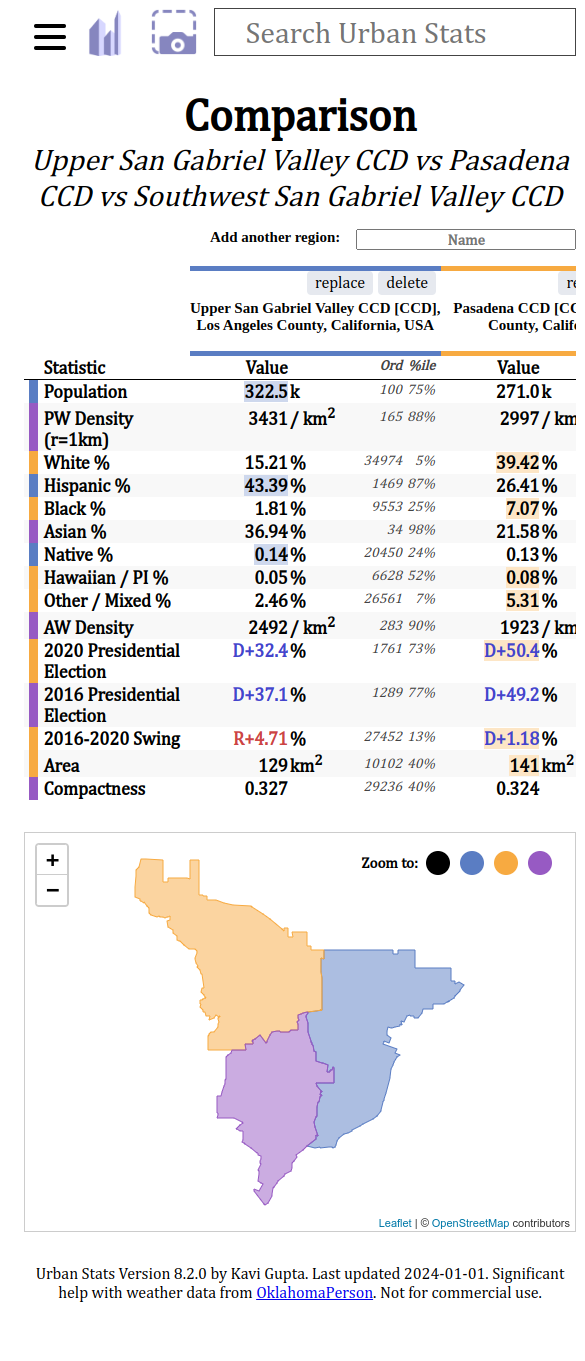 Search Urban Stats
Comparison
Upper San Gabriel Valley CCD vs Pasadena
CCD vs Southwest San Gabriel Valley CCD
Add another region: Name
replace delete re
Upper San Gabriel Valley CCD [CCD], Pasadena CCD [CC
Los Angeles County, California, USA County, Califo
Statistic Value Ord %ile Value
Population 322.5 k 100 75% 271.0 k
PW Density 3431 / km² 165 88% 2997 / km
(r=1km)
White % 15.21 % 34974 5% 39.42 %
Hispanic % 43.39 % 1469 87% 26.41 %
Black % 1.81 % 9553 25% 7.07 %
Asian % 36.94 % 34 98% 21.58 %
Native % 0.14 % 20450 24% 0.13 %
Hawaiian / PI % 0.05 % 6628 52% 0.08 %
Other / Mixed % 2.46 % 26561 7% 5.31 %
AW Density 2492 / km² 283 90% 1923 / km
2020 Presidential D+32.4 % 1761 73% D+50.4 %
Election
2016 Presidential D+37.1 % 1289 77% D+49.2 %
Election
2016-2020 Swing R+4.71 % 27452 13% D+1.18 %
Area 129 km² 10102 40% 141 km²
Compactness 0.327 29236 40% 0.324
+
Zoom to:
−
Leaflet | © OpenStreetMap contributors
Urban Stats Version 8.2.0 by Kavi Gupta. Last updated 2024-01-01. Significant
help with weather data from OklahomaPerson. Not for commercial use.